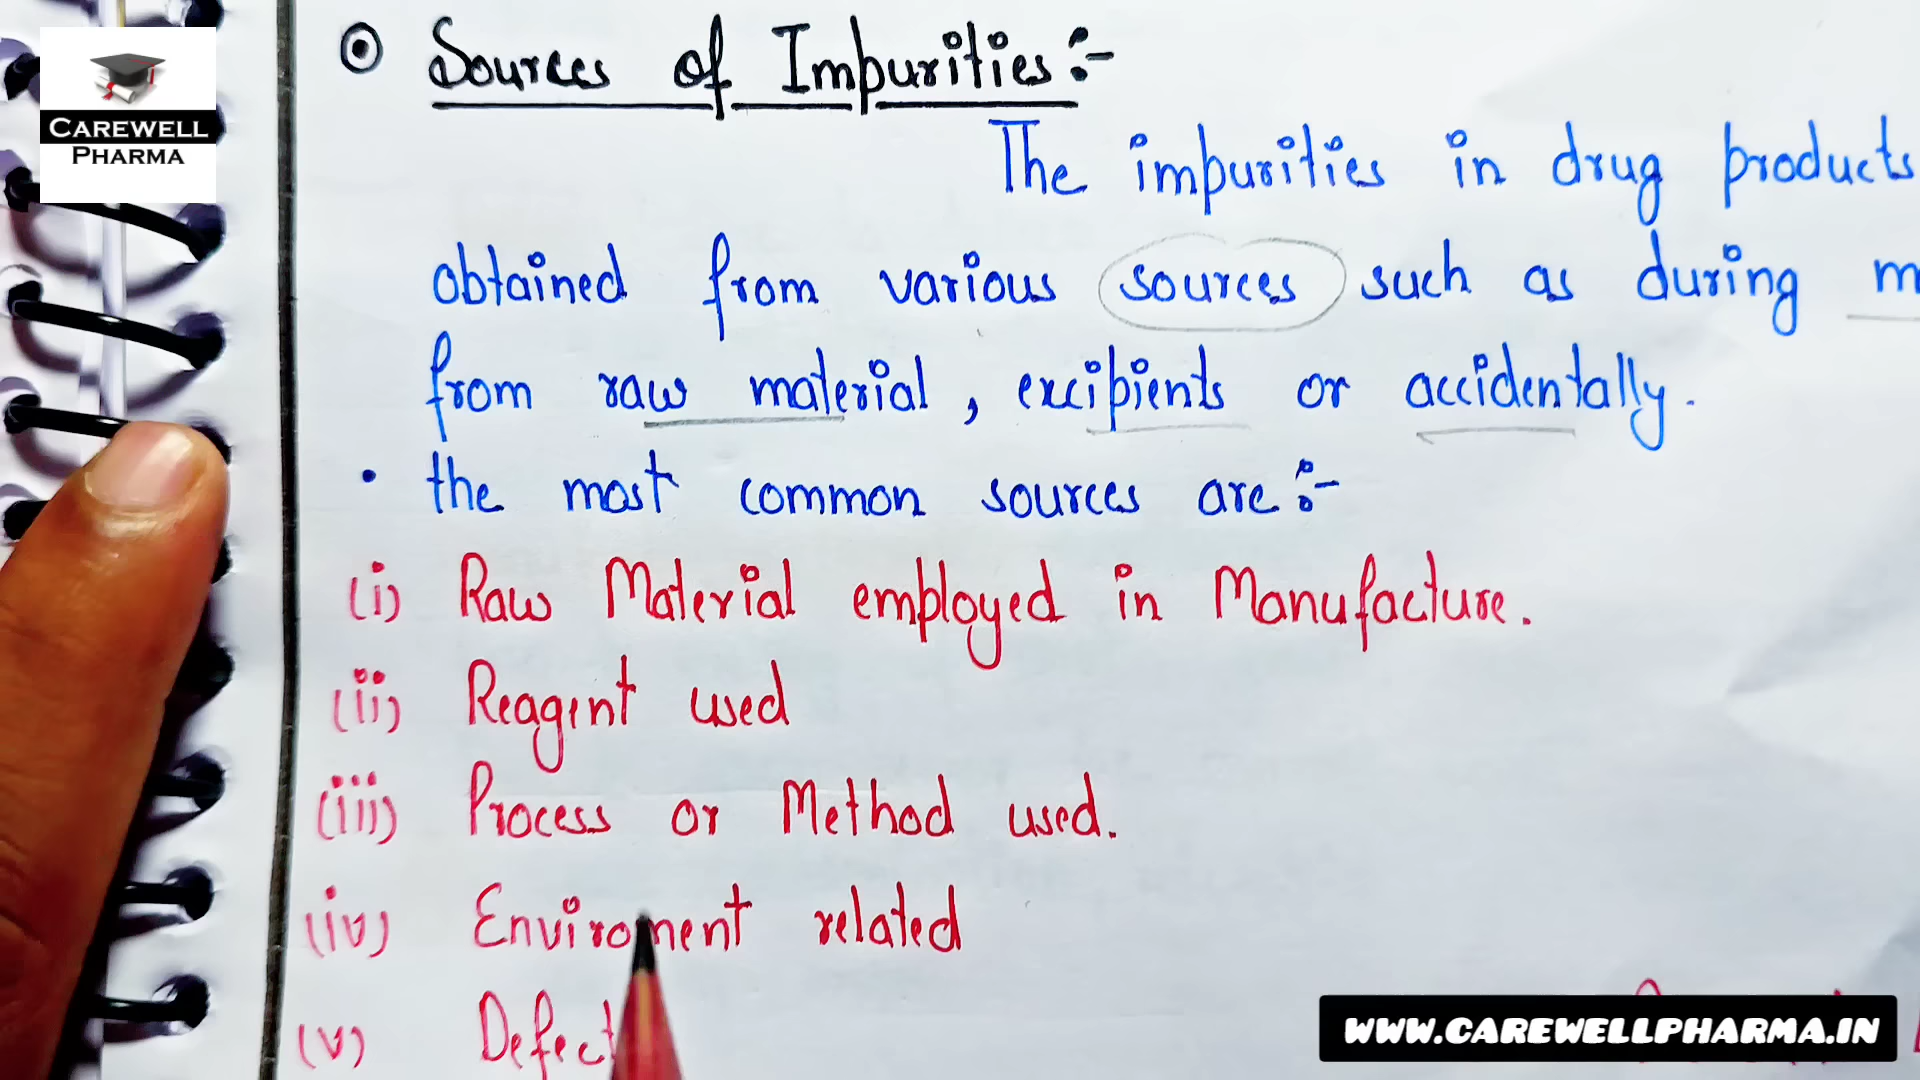 CAREWELL
PHARMA
Sources of Impurities :-
The impurities in drug products
obtained from various sources such as during m
from raw material, excipients or accidentally.
• the most common sources are :-
(i) Raw Material employed in Manufacture.
(ii) Reagent used
(iii) Process or Method used.
(iv) Enviroment related
(v) Defect
WWW.CAREWELLPHARMA.IN